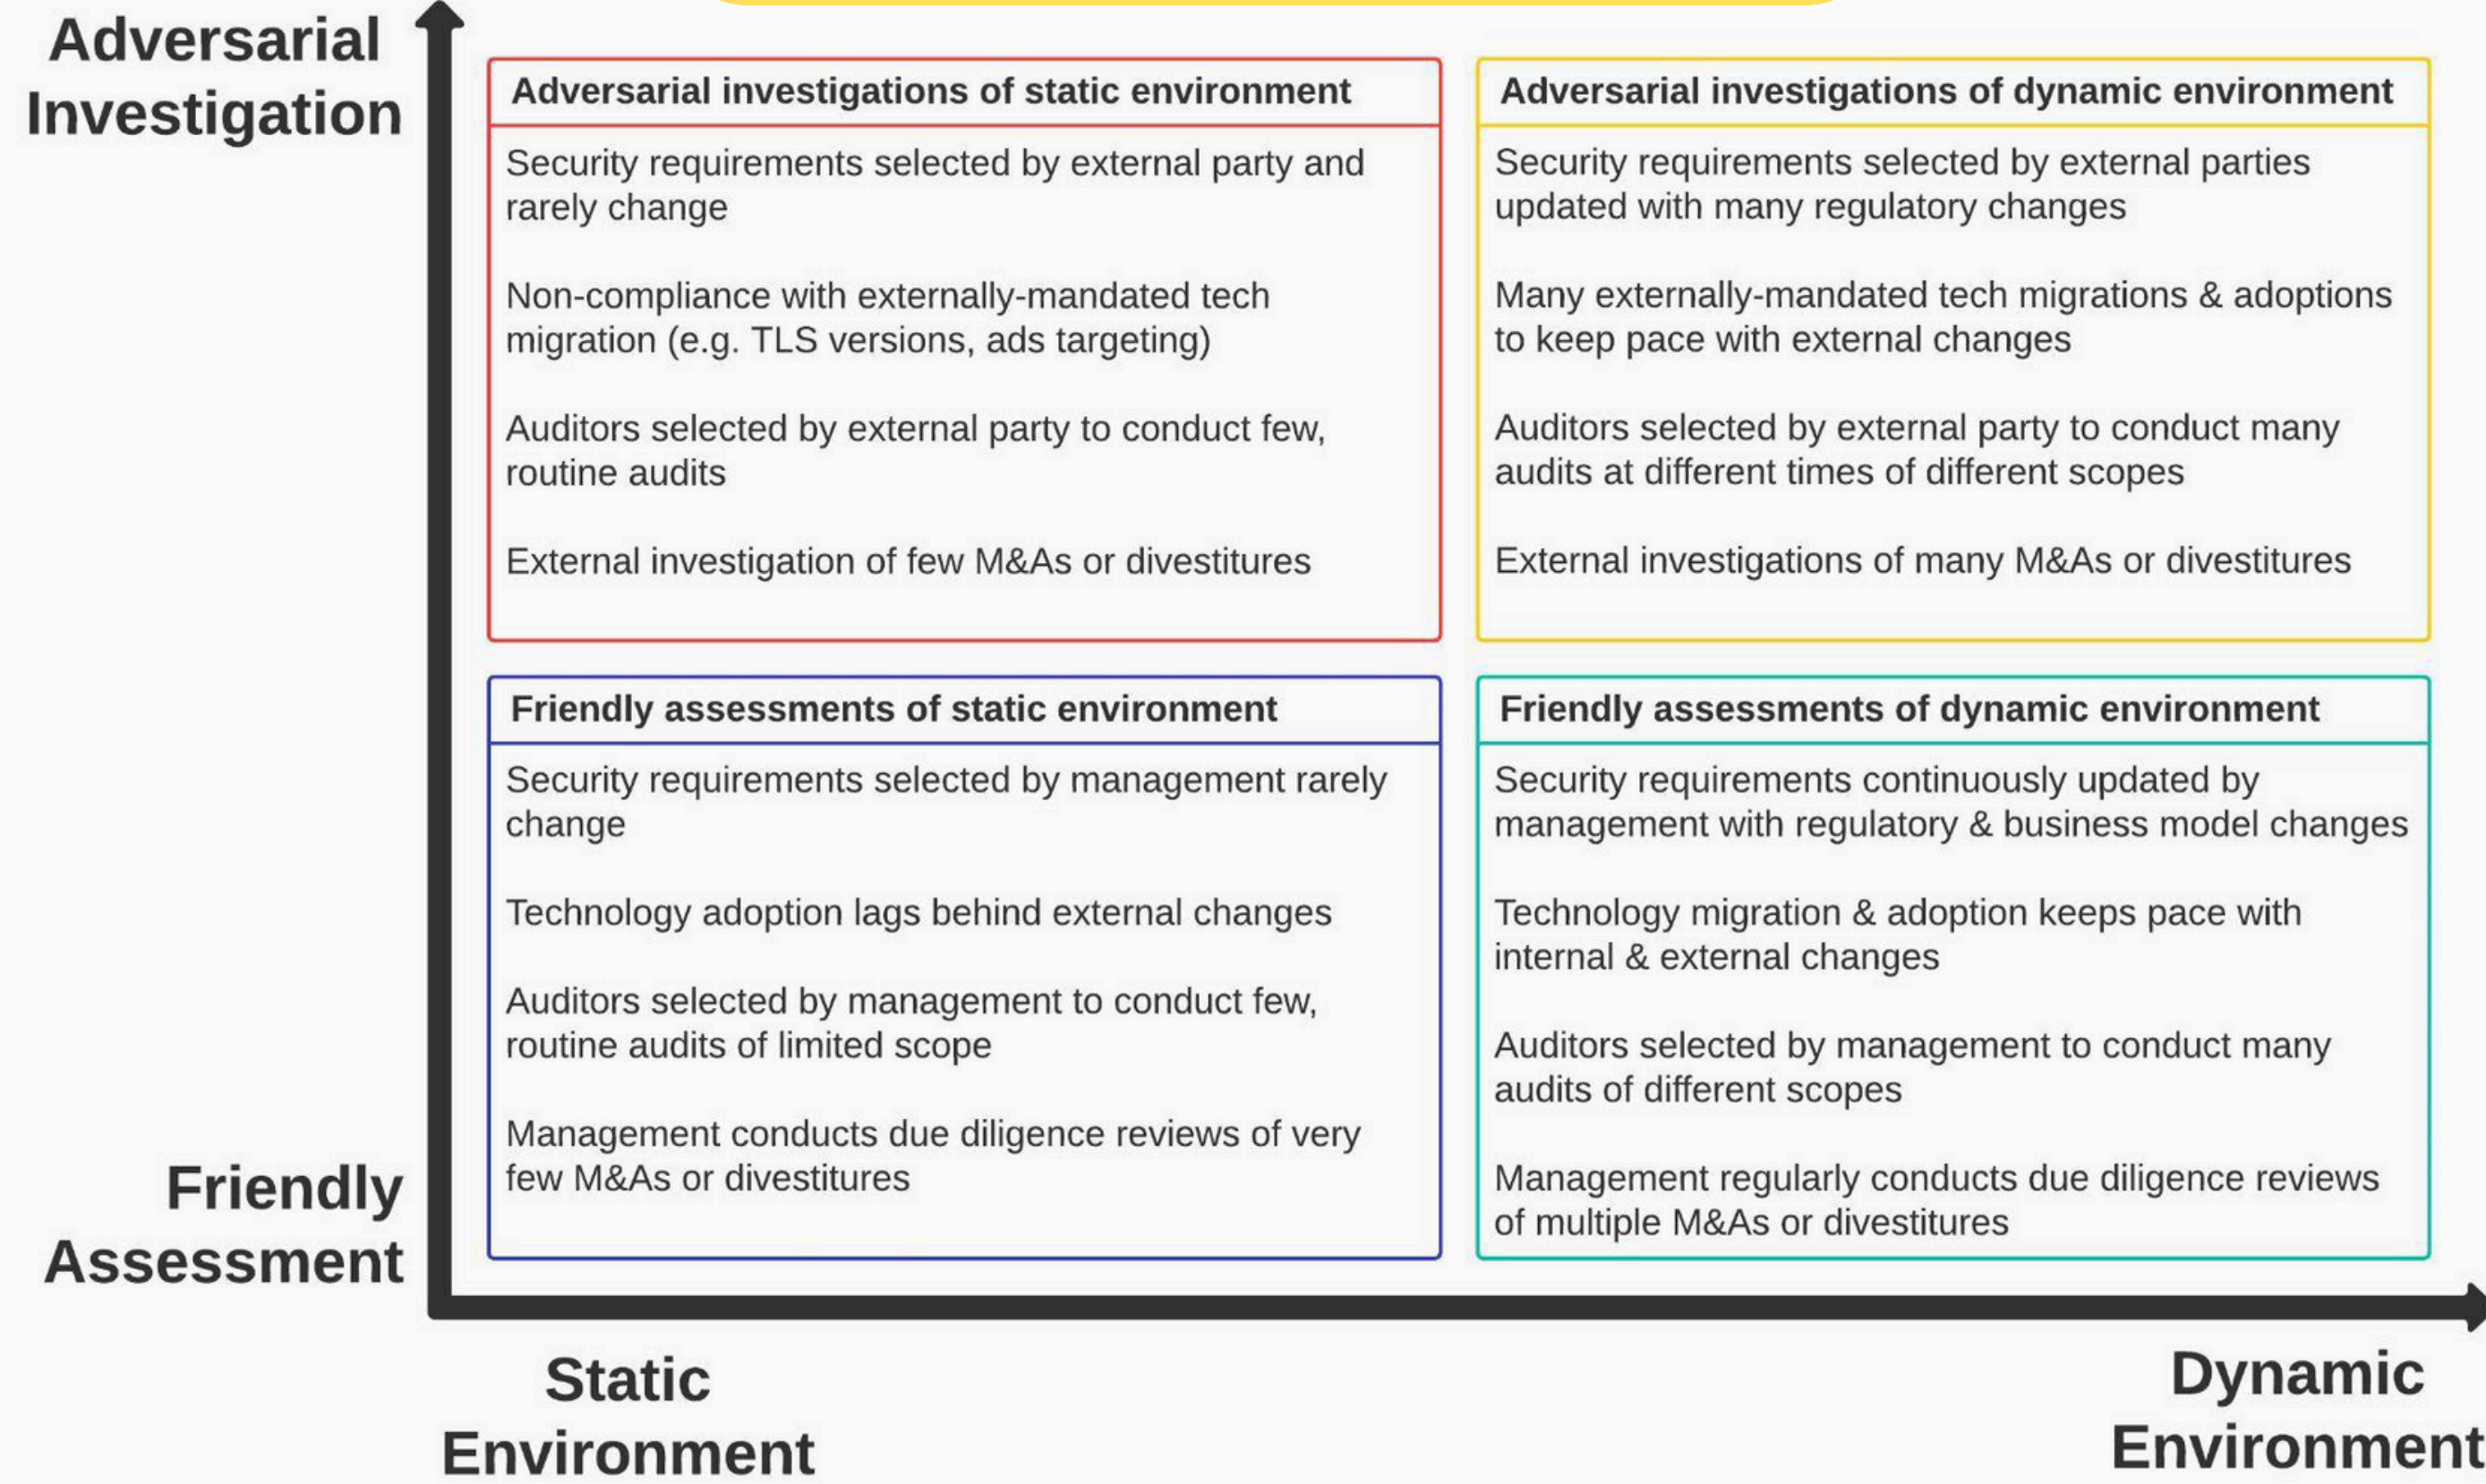 Adversarial
Investigation
Adversarial investigations of static environment
Security requirements selected by external party and
rarely change
Non-compliance with externally-mandated tech
migration (e.g. TLS versions, ads targeting)
Auditors selected by external party to conduct few,
routine audits
External investigation of few M&As or divestitures
Adversarial investigations of dynamic environment
Security requirements selected by external parties
updated with many regulatory changes
Many externally-mandated tech migrations & adoptions
to keep pace with external changes
Auditors selected by external party to conduct many
audits at different times of different scopes
External investigations of many M&As or divestitures
Friendly assessments of static environment
Security requirements selected by management rarely
change
Technology adoption lags behind external changes
Auditors selected by management to conduct few,
routine audits of limited scope
Management conducts due diligence reviews of very
few M&As or divestitures
Friendly assessments of dynamic environment
Security requirements continuously updated by
management with regulatory & business model changes
Technology migration & adoption keeps pace with
internal & external changes
Auditors selected by management to conduct many
audits of different scopes
Management regularly conducts due diligence reviews
of multiple M&As or divestitures
Friendly
Assessment
Static
Environment
Dynamic
Environment